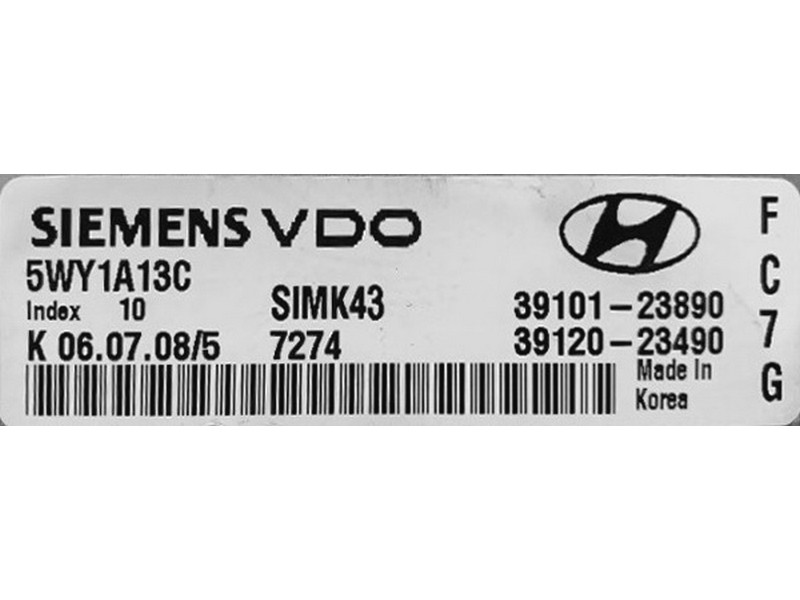 SIEMENS VDO
5WY1A13C
Index 10
SIMK43
39101-23890
K 06.07.08/5 7274
39120-23490
Made In
Korea
F
C
7
G